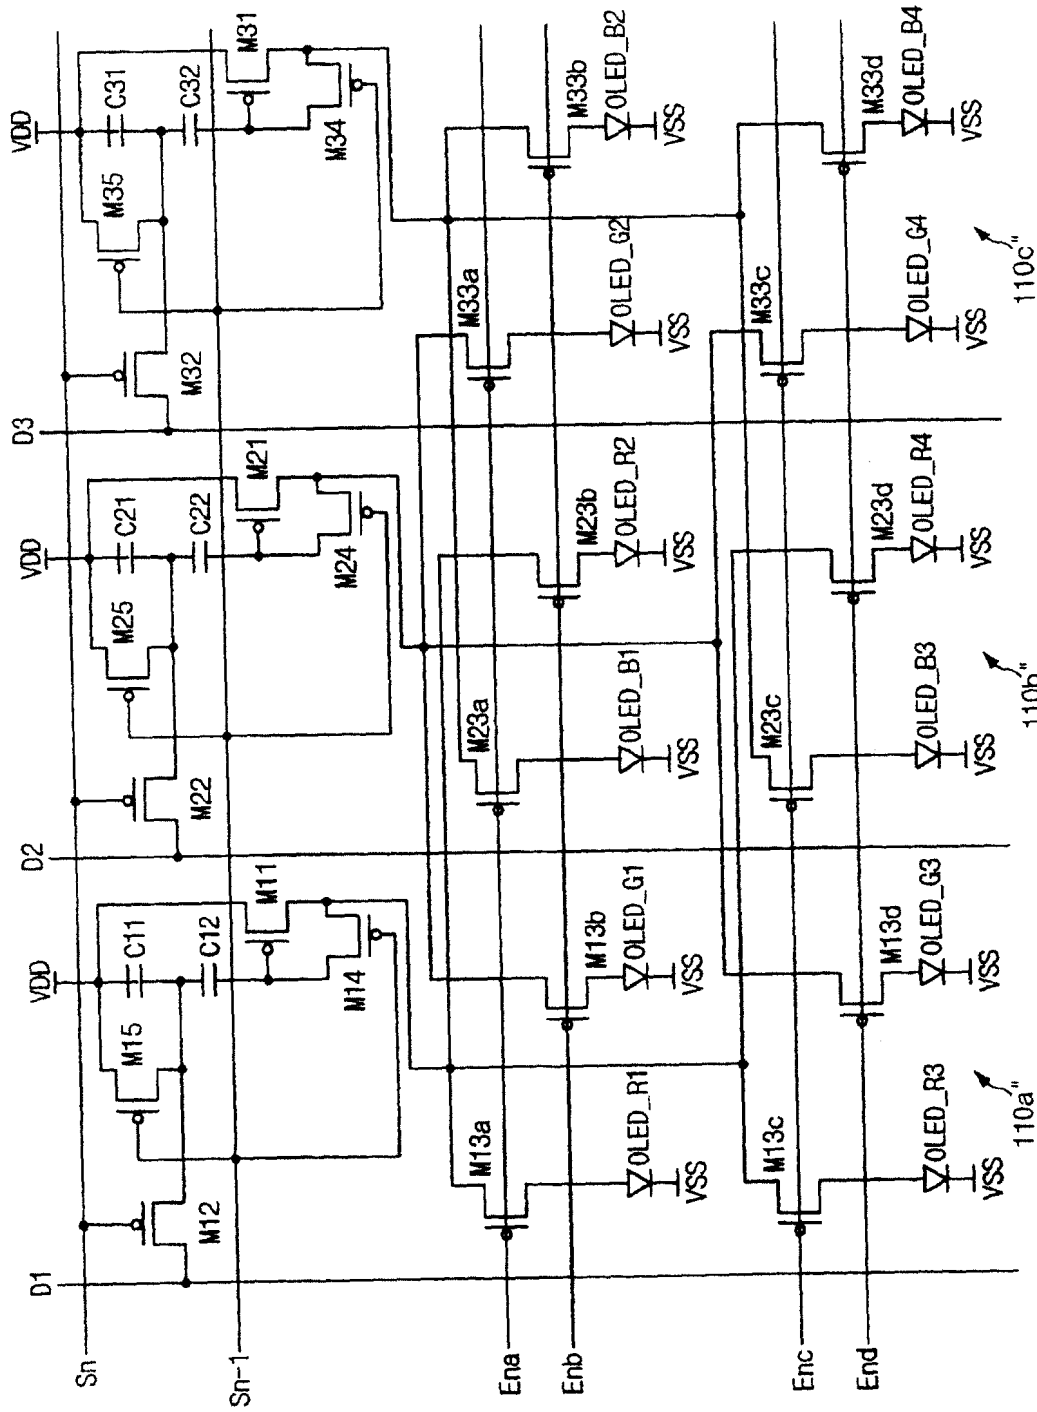 VDD
VDD
VDD
D1
D2
D3
Sn
M15
C11
M25
C21
M35
C31
M12
C12
M11
M22
C22
M21
M32
C32
M31
Sn-1
M14
M24
M34
M13a
M13b
M23a
M23b
M33a
M33b
Ena
Enb
OLED_R1
OLED_G1
OLED_B1
OLED_R2
OLED_G2
OLED_B2
VSS
VSS
VSS
VSS
VSS
VSS
M13c
M13d
M23c
M23d
M33c
M33d
Enc
End
OLED_R3
OLED_G3
OLED_B3
OLED_R4
OLED_G4
OLED_B4
VSS
VSS
VSS
VSS
VSS
VSS
110a"
110b"
110c"